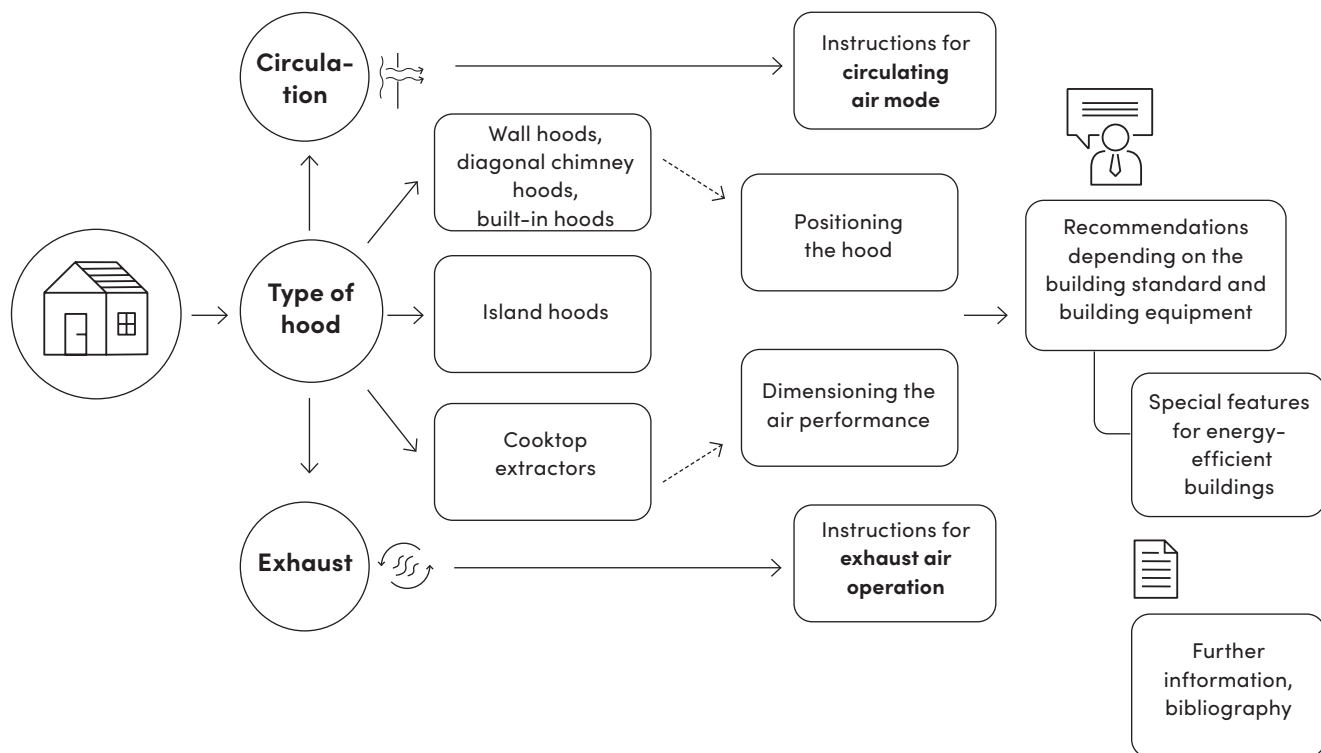 Circula-
tion
Instructions for
circulating
air mode
Wall hoods,
diagonal chimney
hoods,
built-in hoods
Positioning
the hood
Recommendations
depending on the
building standard and
building equipment
Type of
hood
Island hoods
Dimensioning the
air performance
Special features
for energy-
efficient
buildings
Cooktop
extractors
Exhaust
Instructions for
exhaust air
operation
Further
inftormation,
bibliography